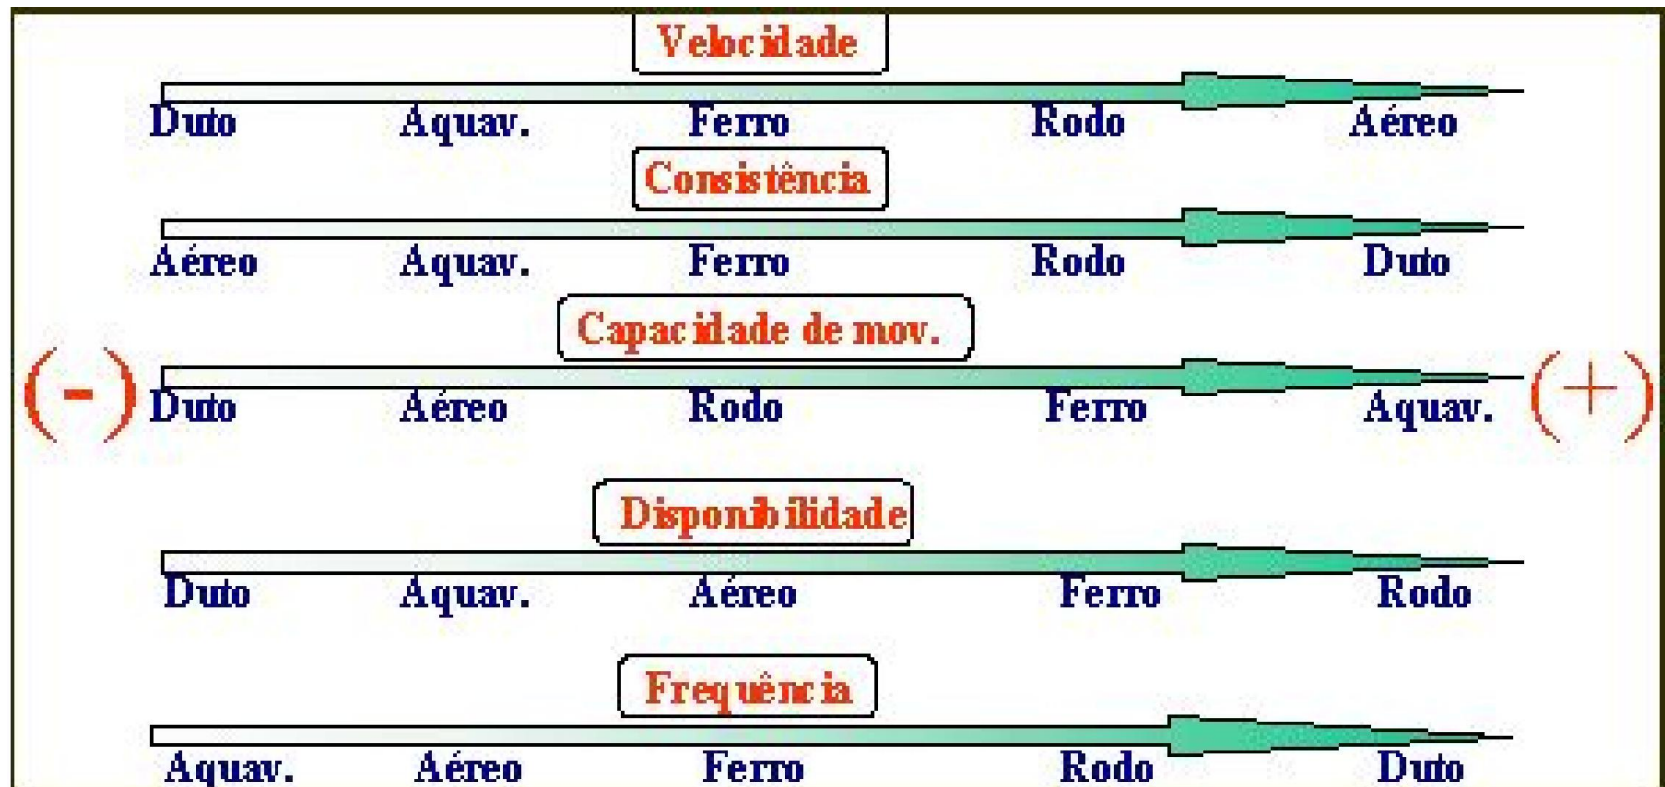 Velocidade
Duto Aquav. Ferro Rodo Aéreo
Consistência
Aéreo Aquav. Ferro Rodo Duto
Capacidade de mov.
(-) Duto Aéreo Rodo Ferro Aquav. (+)
Disponibilidade
Duto Aquav. Aéreo Ferro Rodo
Frequência
Aquav. Aéreo Ferro Rodo Duto